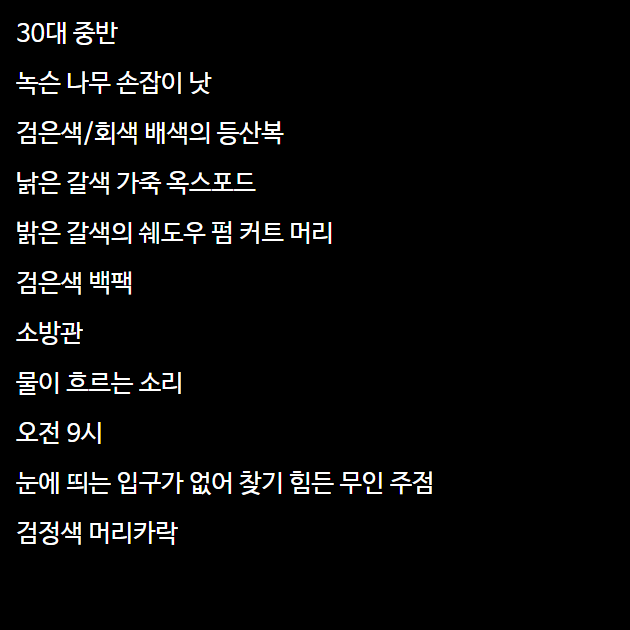 30대 중반
녹슨 나무 손잡이 낫
검은색/회색 배색의 등산복
낡은 갈색 가죽 옥스포드
밝은 갈색의 쉐도우 펌 커트 머리
검은색 백팩
소방관
물이 흐르는 소리
오전 9시
눈에 띄는 입구가 없어 찾기 힘든 무인 주점
검정색 머리카락